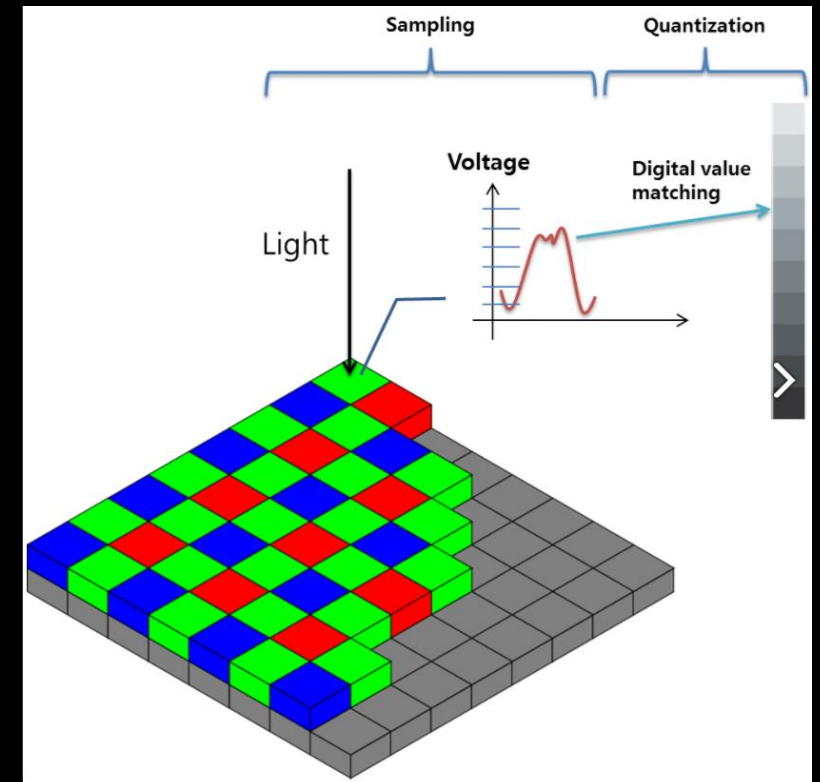 Sampling
Quantization
Voltage
Digital value
matching
Light